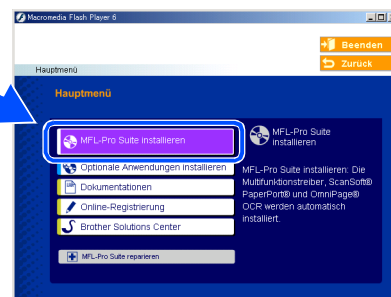 Macromedia Flash Player 6
Beenden
Zurück
Hauptmenü
Hauptmenü
MFL-Pro Suite installieren
Optionale Anwendungen installieren
Dokumentationen
Online-Registrierung
Brother Solutions Center
MFL-Pro Suite reparieren
MFL-Pro Suite
installieren
MFL-Pro Suite installieren: Die
Multifunktionstreiber, ScanSoft®
PaperPort® und OmniPage®
OCR werden automatisch
installiert.